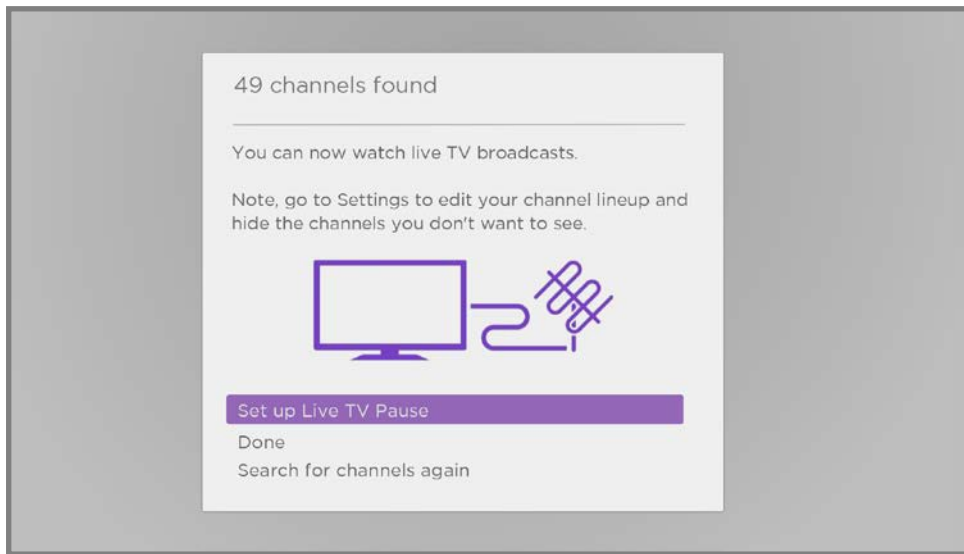 49 channels found
You can now watch live TV broadcasts.
Note, go to Settings to edit your channel lineup and
hide the channels you don't want to see.
Set up Live TV Pause
Done
Search for channels again